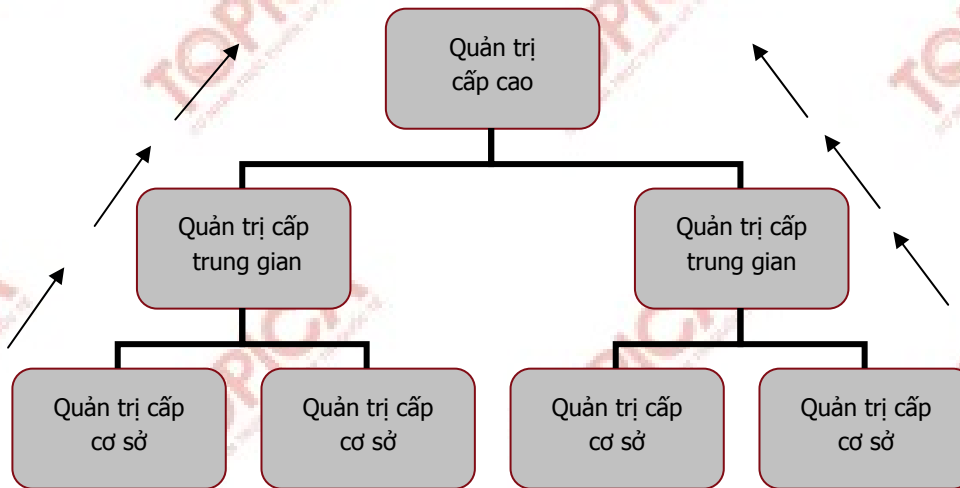 Quản trị
cấp cao
Quản trị cấp
trung gian
Quản trị cấp
trung gian
Quản trị cấp
cơ sở
Quản trị cấp
cơ sở
Quản trị cấp
cơ sở
Quản trị cấp
cơ sở
TOPICA